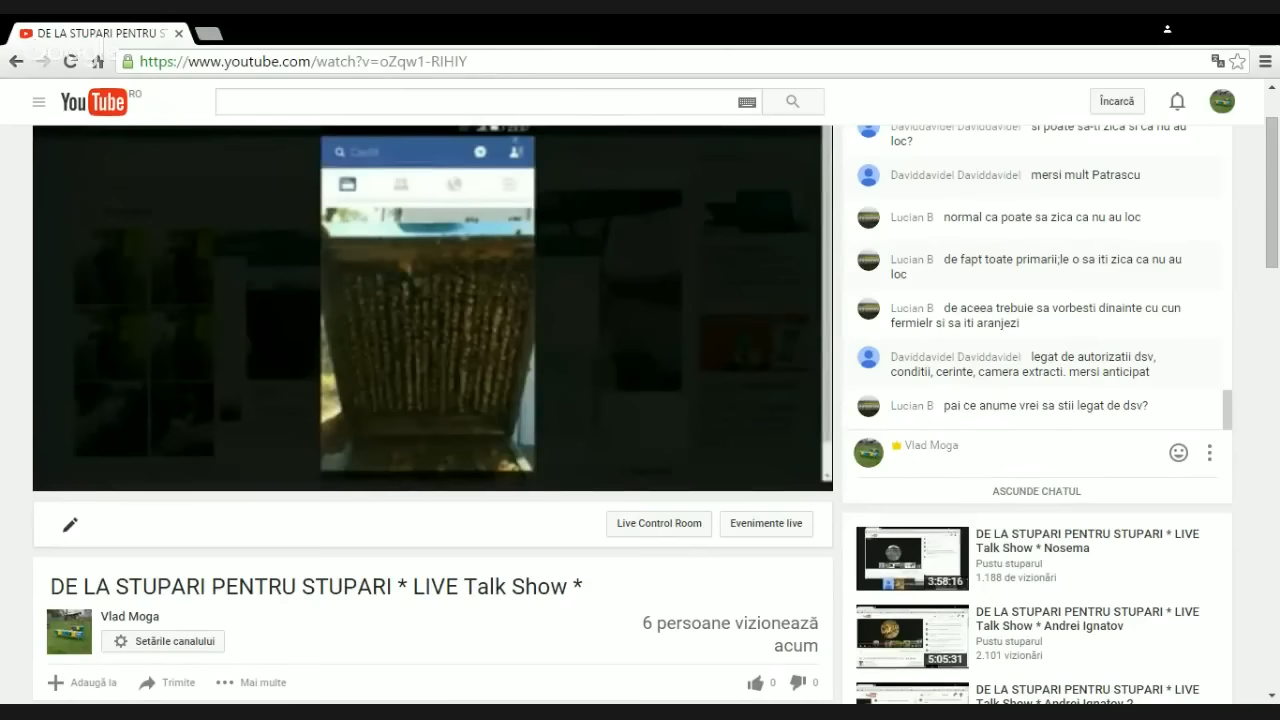 DE LA STUPARI PENTRU S
https://www.youtube.com/watch?v=oZqw1-RIHIY
YouTube RO
Încarcă
Daviddavidel Daviddavidel si poate sa-ti zica si ca nu au
loc?
Daviddavidel Daviddavidel mersi mult Patrascu
Lucian B normal ca poate sa zica ca nu au loc
Lucian B de fapt toate primarii;le o sa iti zica ca nu au
loc
Lucian B de aceea trebuie sa vorbesti dinainte cu cun
fermielr si sa iti aranjezi
Daviddavidel Daviddavidel legat de autorizatii dsv,
conditii, cerinte, camera extracti. mersi anticipat
Lucian B pai ce anume vrei sa stii legat de dsv?
Vlad Moga
ASCUNDE CHATUL
Live Control Room
Evenimente live
DE LA STUPARI PENTRU STUPARI * LIVE Talk Show *
Vlad Moga
Setările canalului
6 persoane vizionează
acum
Adaugă la
Trimite
Mai multe
0
0
3:58:16
DE LA STUPARI PENTRU STUPARI * LIVE
Talk Show * Nosema
Pustu stuparul
1.188 de vizionări
5:05:31
DE LA STUPARI PENTRU STUPARI * LIVE
Talk Show * Andrei Ignatov
Pustu stuparul
2.101 vizionări
DE LA STUPARI PENTRU STUPARI * LIVE
Talk Show * Andrei Ignatov 2